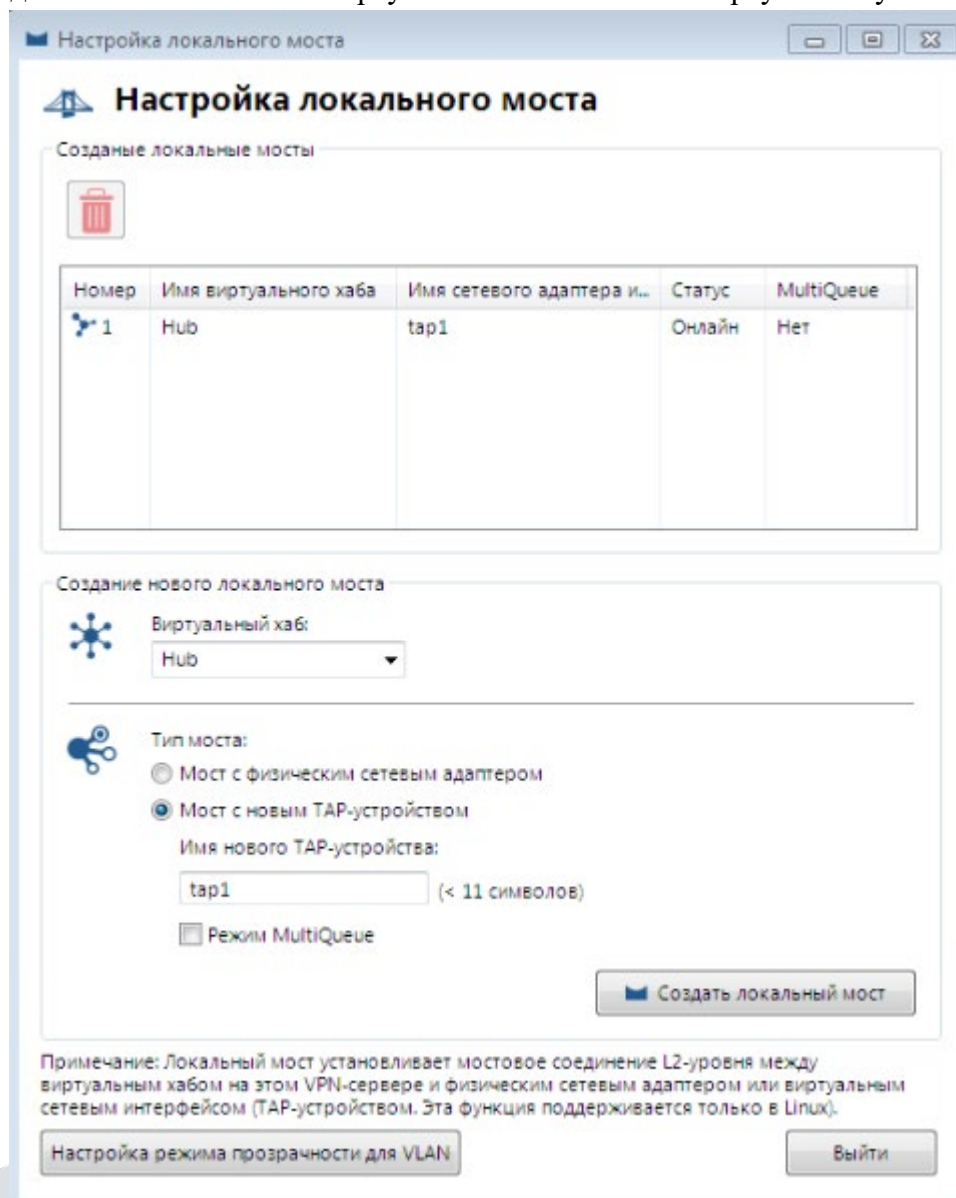 Настройка локального моста
Настройка локального моста
Созданые локальные мосты
Номер Имя виртуального хаба Имя сетевого адаптера и... Статус MultiQueue
1 Hub tap1 Онлайн Нет
Создание нового локального моста
Виртуальный хаб:
Hub
Тип моста:
Мост с физическим сетевым адаптером
Мост с новым TAP-устройством
Имя нового TAP-устройства:
tap1 (< 11 символов)
Режим MultiQueue
Создать локальный мост
Примечание: Локальный мост установливает мостовое соединение L2-уровня между
виртуальным хабом на этом VPN-сервере и физическим сетевым адаптером или виртуальным
сетевым интерфейсом (TAP-устройством. Эта функция поддерживается только в Linux).
Настройка режима прозрачности для VLAN Выйти